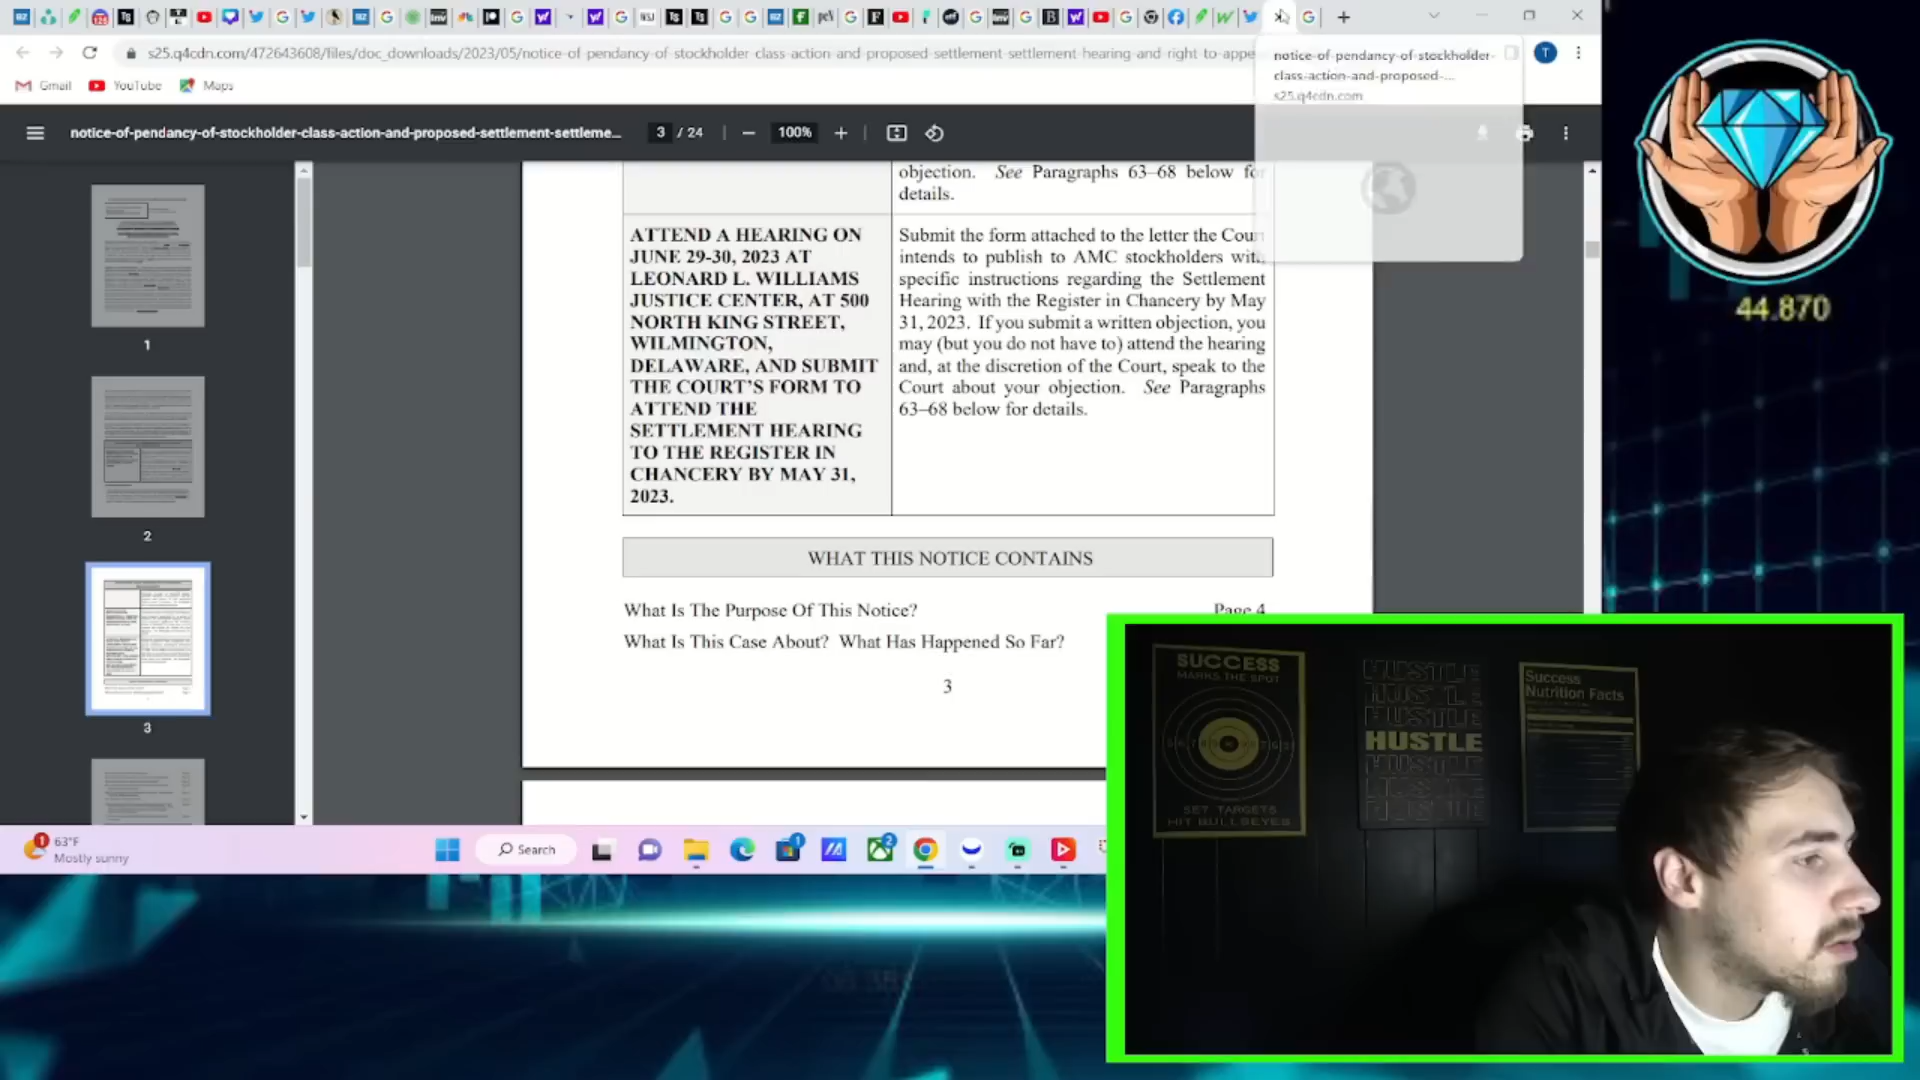 s25.q4cdn.com/472643608/files/doc_downloads/2023/05/notice-of-pendancy-of-stockholder-class-action-and-proposed-settlement-settlement-hearing-and-right-to-appe
notice-of-pendancy-of-stockholder-
class-action-and-proposed-...
s25.q4cdn.com
T
Gmail
YouTube
Maps
notice-of-pendancy-of-stockholder-class-action-and-proposed-settlement-settleme...
3 / 24
100%
objection. See Paragraphs 63–68 below for
details.
ATTEND A HEARING ON
JUNE 29-30, 2023 AT
LEONARD L. WILLIAMS
JUSTICE CENTER, AT 500
NORTH KING STREET,
WILMINGTON,
DELAWARE, AND SUBMIT
THE COURT'S FORM TO
ATTEND THE
SETTLEMENT HEARING
TO THE REGISTER IN
CHANCERY BY MAY 31,
2023.
Submit the form attached to the letter the Court
intends to publish to AMC stockholders with
specific instructions regarding the Settlement
Hearing with the Register in Chancery by May
31, 2023. If you submit a written objection, you
may (but you do not have to) attend the hearing
and, at the discretion of the Court, speak to the
Court about your objection. See Paragraphs
63–68 below for details.
WHAT THIS NOTICE CONTAINS
What Is The Purpose Of This Notice?
Page 4
What Is This Case About? What Has Happened So Far?
3
1
2
3
44.870
SUCCESS
MARKS THE SPOT
SET TARGETS
HIT BULLSEYES
HUSTLE
HUSTLE
HUSTLE
HUSTLE
HUSTLE
Success
Nutrition Facts
1
63°F
Mostly sunny
Search
1
2